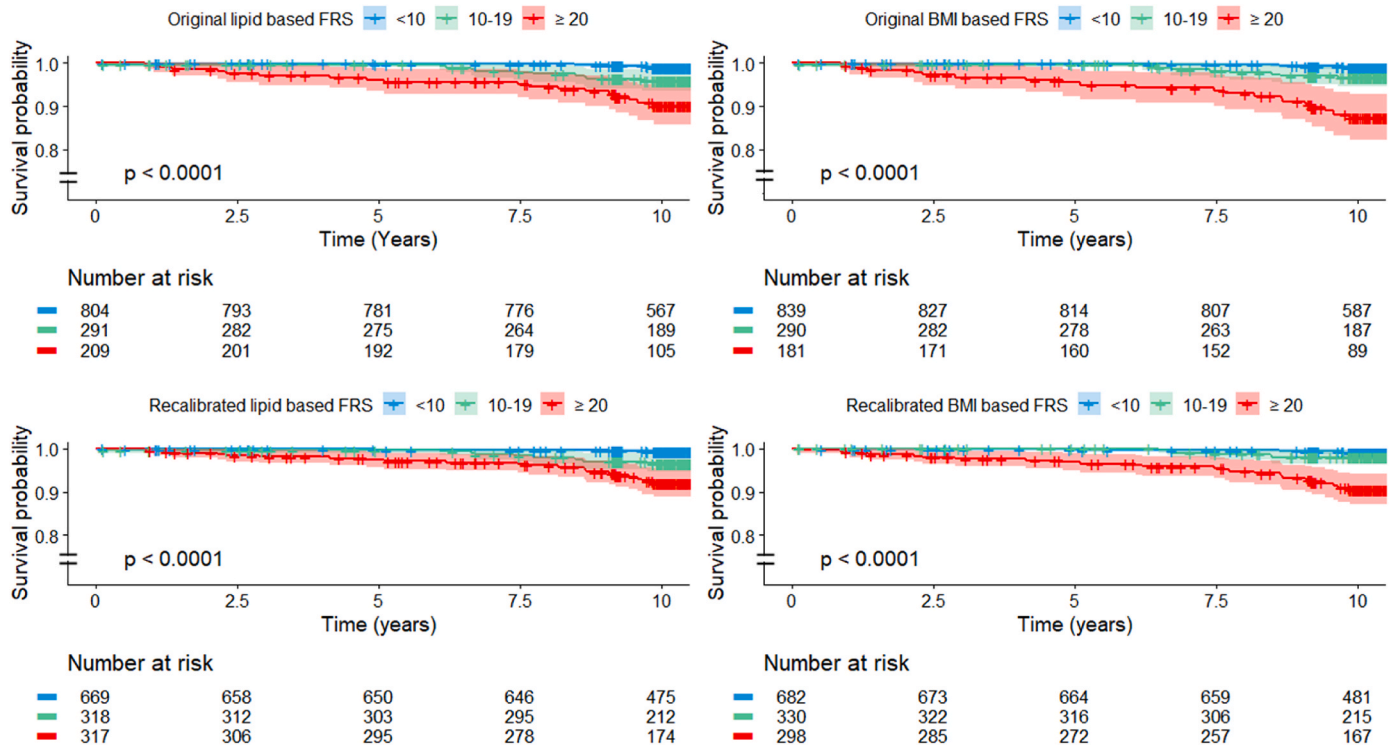 Original lipid based FRS <10 10-19 ≥ 20
Survival probability
1.0
0.9
0.8
p < 0.0001
0 2.5 5 7.5 10
Time (Years)
Number at risk
804 793 781 776 567
291 282 275 264 189
209 201 192 179 105
Original BMI based FRS <10 10-19 ≥ 20
Survival probability
1.0
0.9
0.8
p < 0.0001
0 2.5 5 7.5 10
Time (years)
Number at risk
839 827 814 807 587
290 282 278 263 187
181 171 160 152 89
Recalibrated lipid based FRS <10 10-19 ≥ 20
Survival probability
1.0
0.9
0.8
p < 0.0001
0 2.5 5 7.5 10
Time (years)
Number at risk
669 658 650 646 475
318 312 303 295 212
317 306 295 278 174
Recalibrated BMI based FRS <10 10-19 ≥ 20
Survival probability
1.0
0.9
0.8
p < 0.0001
0 2.5 5 7.5 10
Time (years)
Number at risk
682 673 664 659 481
330 322 316 306 215
298 285 272 257 167